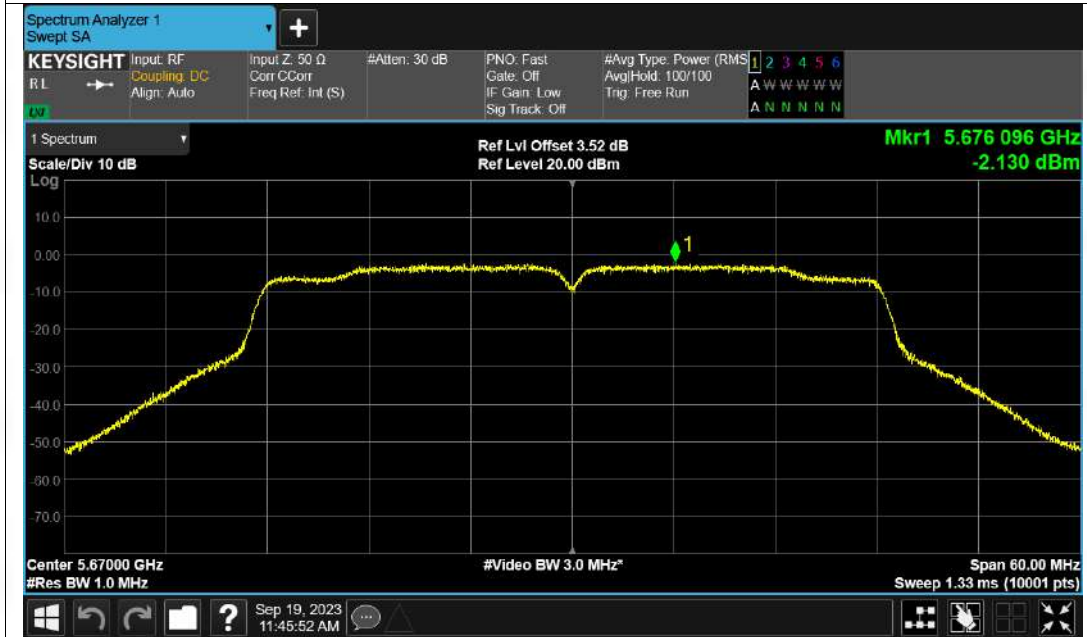 Spectrum Analyzer 1
Swept SA
+
KEYSIGHT Input: RF Input Z: 50 Ω #Atten: 30 dB PNO: Fast #Avg Type: Power (RMS 1 2 3 4 5 6
RL Coupling: DC Corr CCorr Gate: Off Avg|Hold: 100/100 A W W W W W
Align: Auto Freq Ref: Int (S) IF Gain: Low Trig: Free Run
Sig Track: Off A N N N N N
LXI
1 Spectrum Ref Lvl Offset 3.52 dB Mkr1 5.676 096 GHz
Scale/Div 10 dB Ref Level 20.00 dBm -2.130 dBm
Log
10.0
0.00
1
-10.0
-20.0
-30.0
-40.0
-50.0
-60.0
-70.0
Center 5.67000 GHz #Video BW 3.0 MHz* Span 60.00 MHz
#Res BW 1.0 MHz Sweep 1.33 ms (10001 pts)
? Sep 19, 2023
11:45:52 AM